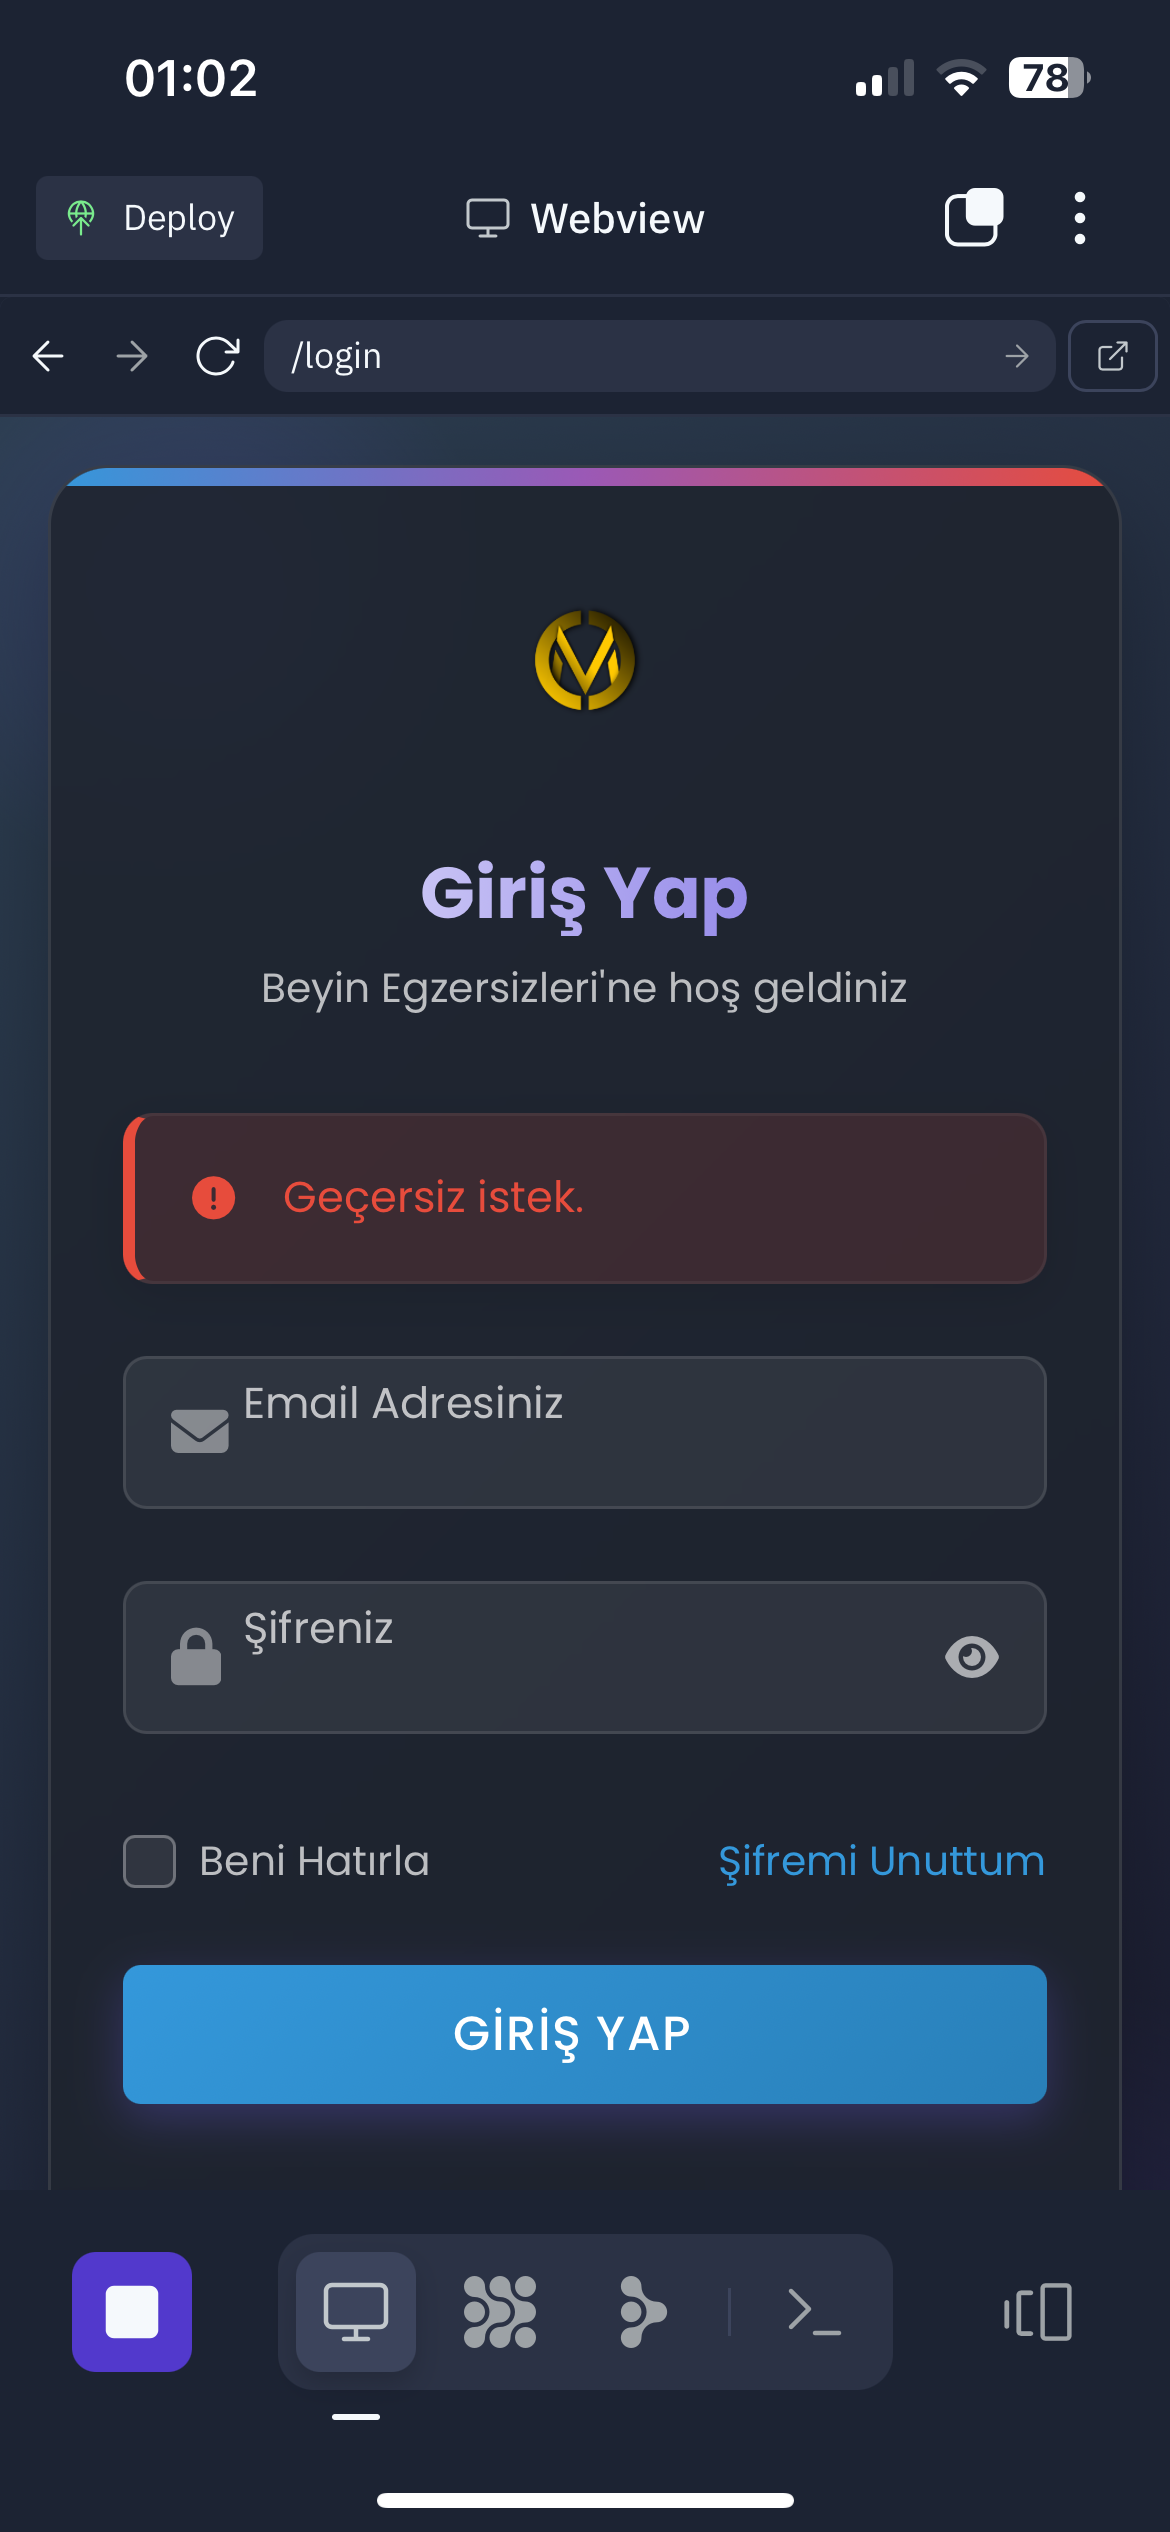 01:02
78
Deploy
Webview
/login
Giriş Yap
Beyin Egzersizleri'ne hoş geldiniz
Geçersiz istek.
Email Adresiniz
Şifreniz
Beni Hatırla
Şifremi Unuttum
GİRİŞ YAP